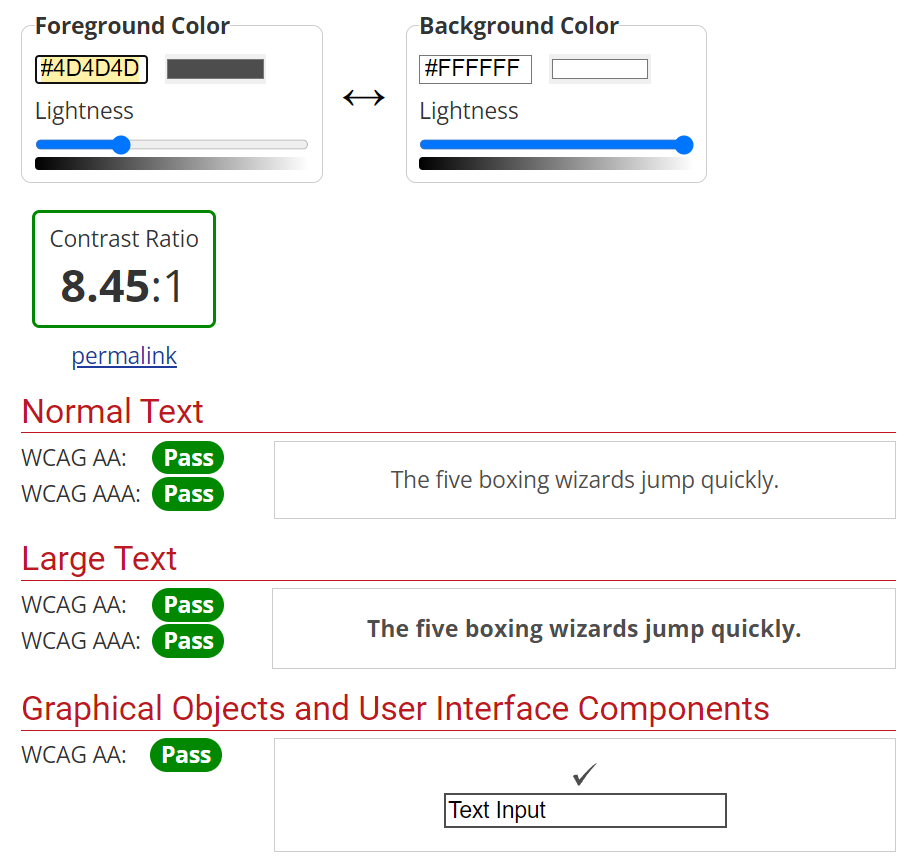 Foreground Color
#4D4D4D
Lightness
Background Color
#FFFFFF
Lightness
Contrast Ratio
8.45:1
permalink
Normal Text
WCAG AA: Pass
WCAG AAA: Pass
The five boxing wizards jump quickly.
Large Text
WCAG AA: Pass
WCAG AAA: Pass
The five boxing wizards jump quickly.
Graphical Objects and User Interface Components
WCAG AA: Pass
Text Input